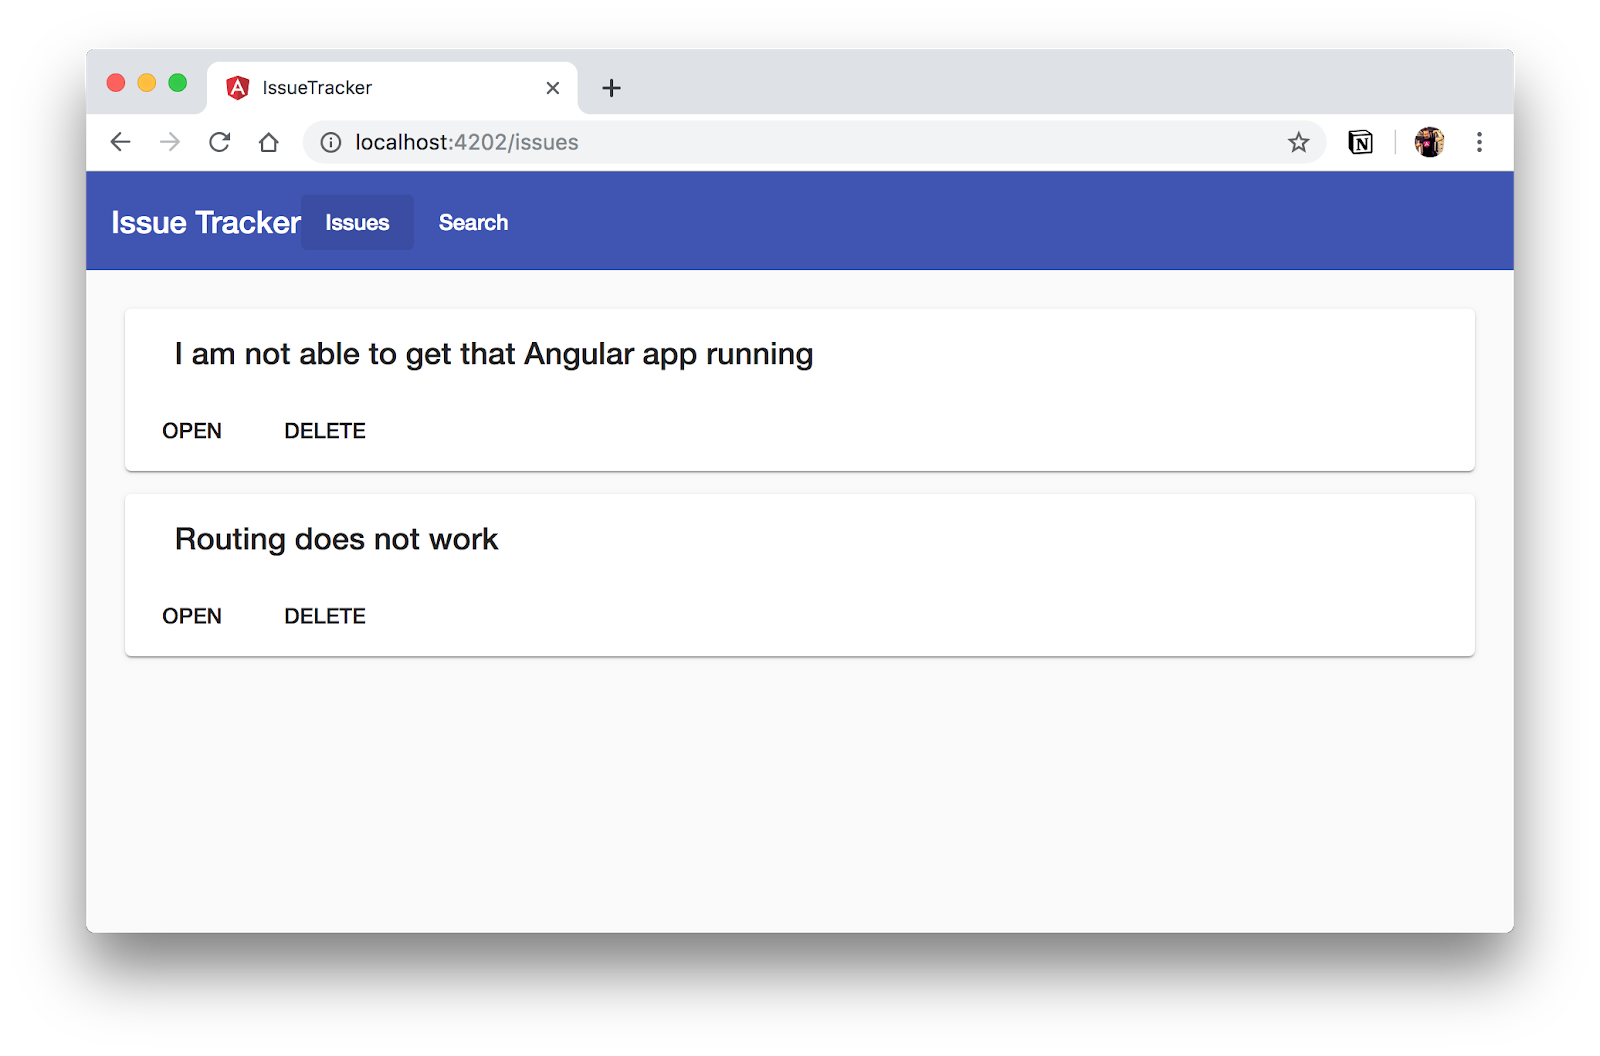 IssueTracker
localhost:4202/issues
Issue Tracker Issues Search
I am not able to get that Angular app running
OPEN DELETE
Routing does not work
OPEN DELETE